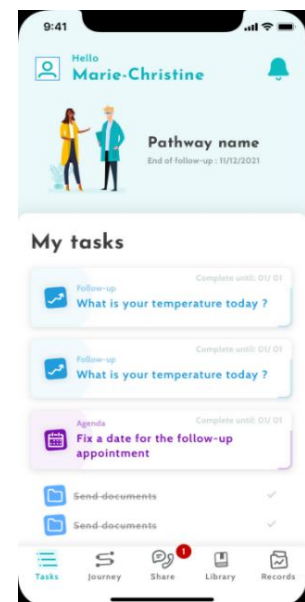 9:41
Hello
Marie-Christine
Pathway name
End of follow-up : 11/12/2021
My tasks
Complete until: 01/ 01
Follow-up
What is your temperature today ?
Complete until: 01/ 01
Follow-up
What is your temperature today ?
Complete until: 01/ 01
Agenda
Fix a date for the follow-up
appointment
Send documents
Send documents
1
Tasks Journey Share Library Records